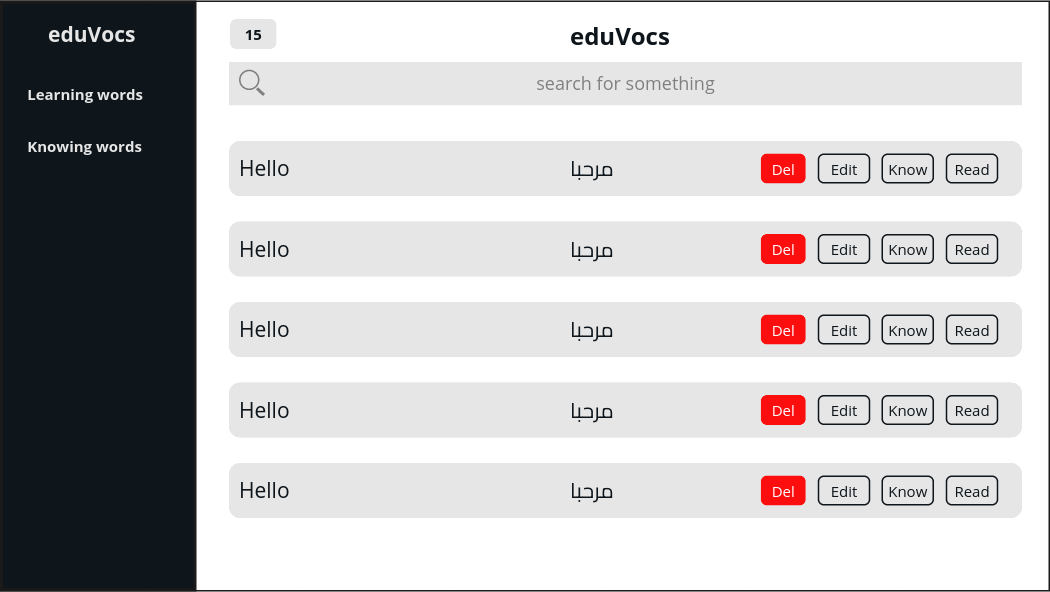 eduVocs
Learning words
Knowing words
15
eduVocs
search for something
Hello مرحبا Del Edit Know Read
Hello مرحبا Del Edit Know Read
Hello مرحبا Del Edit Know Read
Hello مرحبا Del Edit Know Read
Hello مرحبا Del Edit Know Read